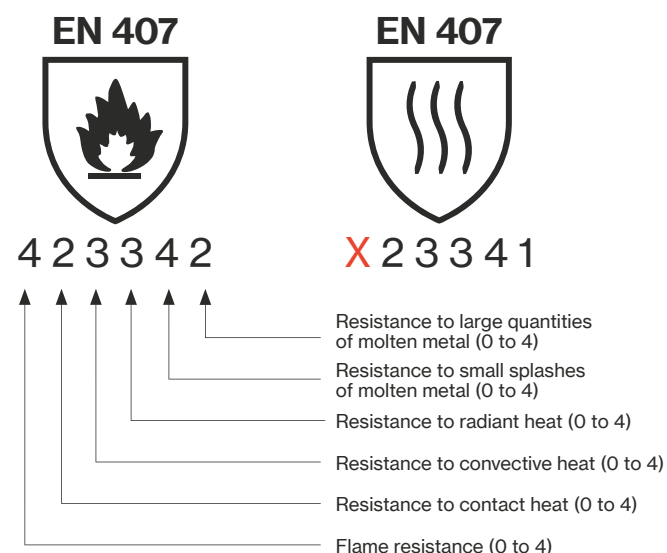 EN 407
EN 407
4 2 3 3 4 2
X 2 3 3 4 1
Resistance to large quantities
of molten metal (0 to 4)
Resistance to small splashes
of molten metal (0 to 4)
Resistance to radiant heat (0 to 4)
Resistance to convective heat (0 to 4)
Resistance to contact heat (0 to 4)
Flame resistance (0 to 4)